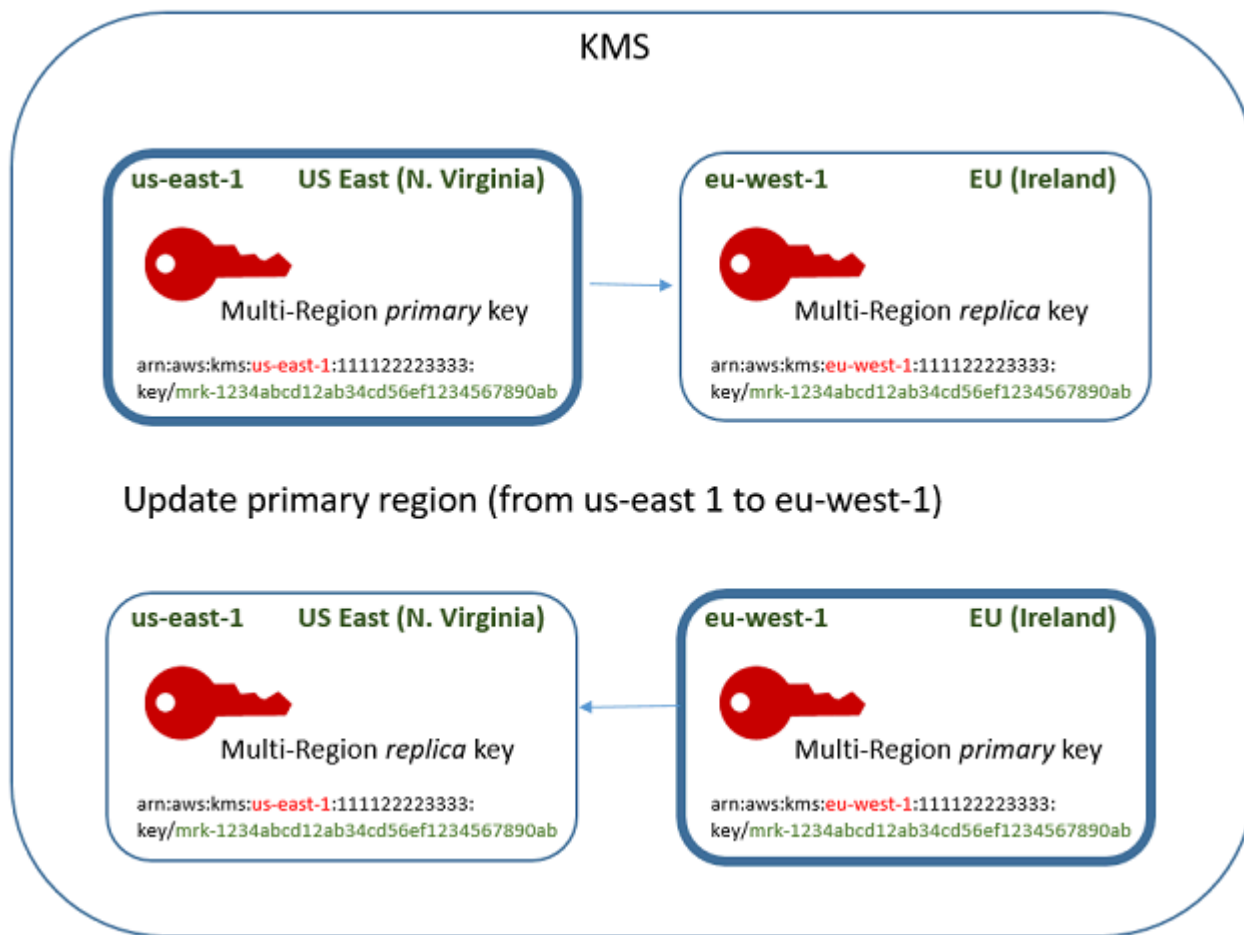 KMS
us-east-1 US East (N. Virginia)
Multi-Region primary key
arn:aws:kms:us-east-1:111122223333:
key/mrk-1234abcd12ab34cd56ef1234567890ab
eu-west-1 EU (Ireland)
Multi-Region replica key
arn:aws:kms:eu-west-1:111122223333:
key/mrk-1234abcd12ab34cd56ef1234567890ab
Update primary region (from us-east 1 to eu-west-1)
us-east-1 US East (N. Virginia)
Multi-Region replica key
arn:aws:kms:us-east-1:111122223333:
key/mrk-1234abcd12ab34cd56ef1234567890ab
eu-west-1 EU (Ireland)
Multi-Region primary key
arn:aws:kms:eu-west-1:111122223333:
key/mrk-1234abcd12ab34cd56ef1234567890ab